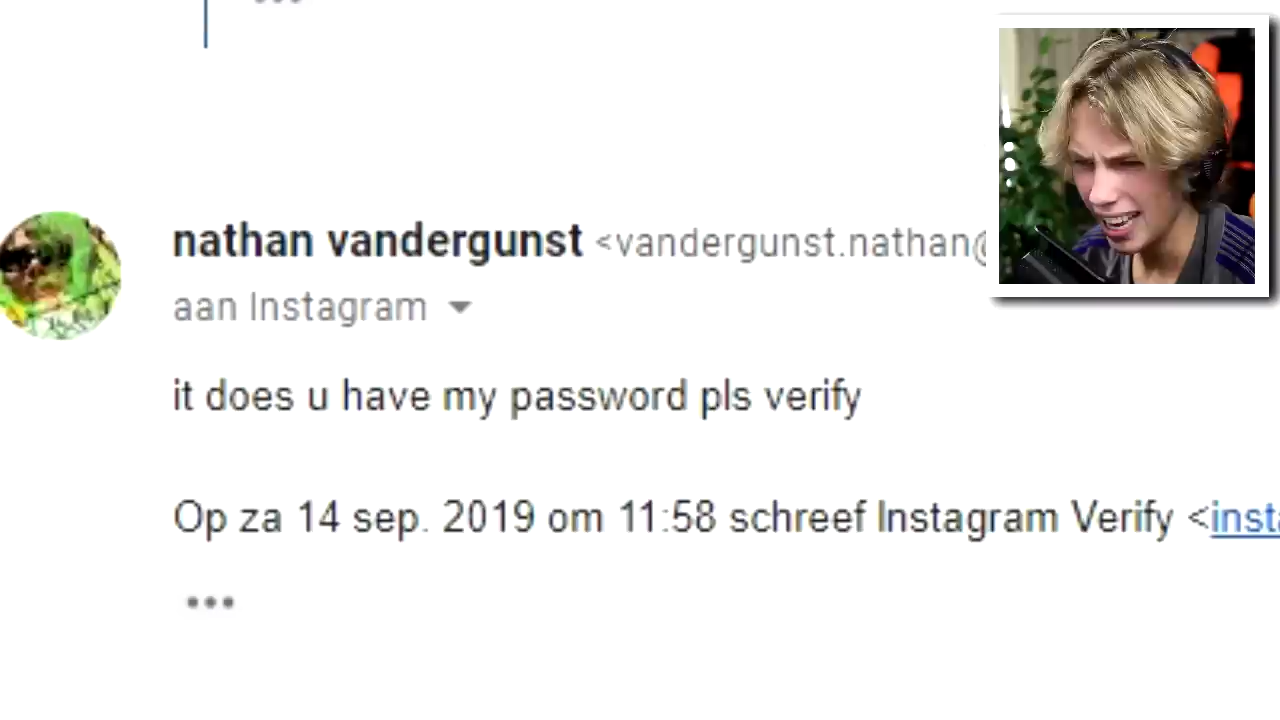 nathan vandergunst <vandergunst.nathan@
aan Instagram
it does u have my password pls verify
Op za 14 sep. 2019 om 11:58 schreef Instagram Verify <insta